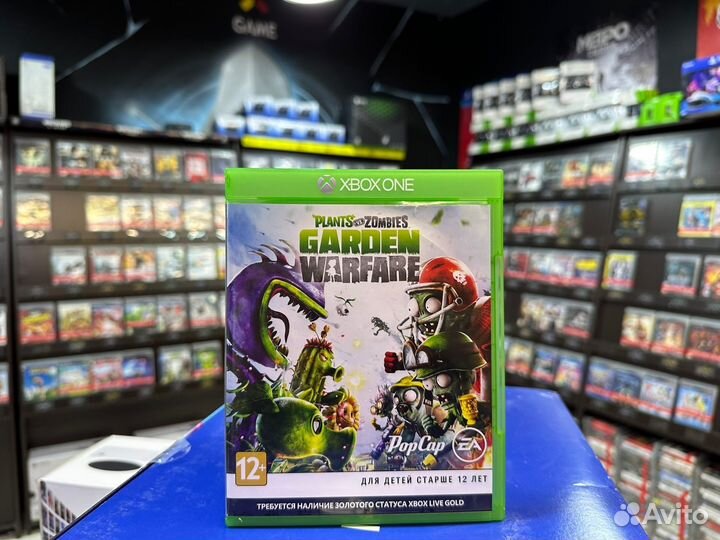 GAME
МЕТРО
XBOX ONE
PLANTS VS. ZOMBIES
GARDEN
WARFARE
PopCap
EA
12+
ДЛЯ ДЕТЕЙ СТАРШЕ 12 ЛЕТ
ТРЕБУЕТСЯ НАЛИЧИЕ ЗОЛОТОГО СТАТУСА XBOX LIVE GOLD
Avito